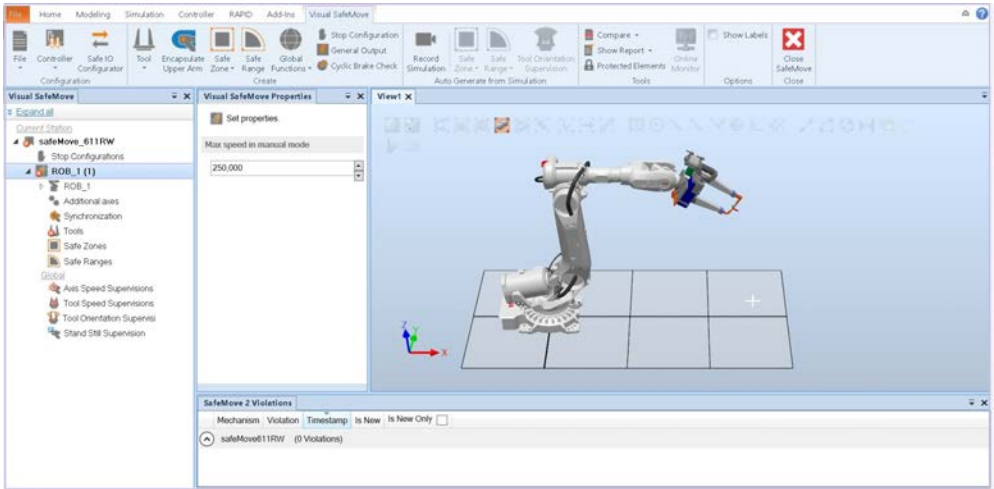 File Home Modeling Simulation Controller RAPID Add-Ins Visual SafeMove
File Controller Safe IO Configurator
Configuration
Tool Encapsulate Upper Arm Safe Zone Safe Range Global Functions
Stop Configuration
General Output
Cyclic Brake Check
Create
Record Simulation Safe Zone Safe Range Tool Orientation Supervision
Auto Generate from Simulation
Compare
Show Report
Protected Elements
Online Monitor
Tools
Show Labels
Options
Close SafeMove
Close
Visual SafeMove
Expand all
Current Station
safeMove_611RW
Stop Configurations
ROB_1 (1)
ROB_1
Additional axes
Synchronization
Tools
Safe Zones
Safe Ranges
Global
Axis Speed Supervisions
Tool Speed Supervisions
Tool Orientation Supervisi
Stand Still Supervision
Visual SafeMove Properties
Set properties
Max speed in manual mode
250,000
View1
Z
Y
X
SafeMove 2 Violations
Mechanism Violation Timestamp Is New Is New Only
safeMove611RW (0 Violations)